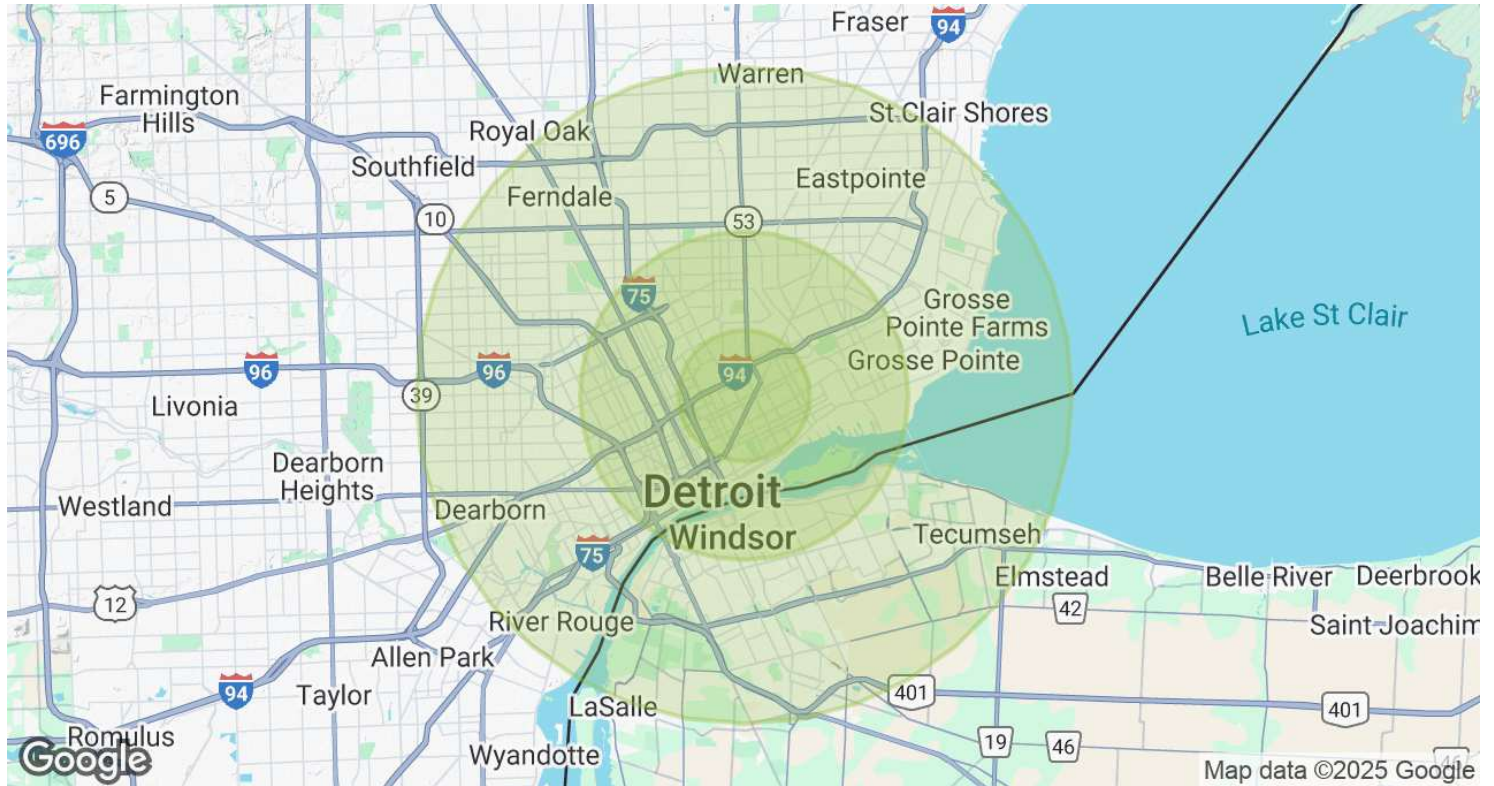 Fraser
94
Warren
Farmington
Hills
St Clair Shores
Royal Oak
696
Southfield
Eastpointe
5
Ferndale
10
53
75
Grosse
Pointe Farms
Lake St Clair
Grosse Pointe
96
96
94
39
Livonia
Dearborn
Heights
Detroit
Westland
Dearborn
Windsor
Tecumseh
75
Elmstead
Belle River
Deerbrook
12
42
River Rouge
Saint-Joachim
Allen Park
94
Taylor
401
LaSalle
401
Romulus
19
46
Wyandotte
46
Google
Map data ©2025 Google